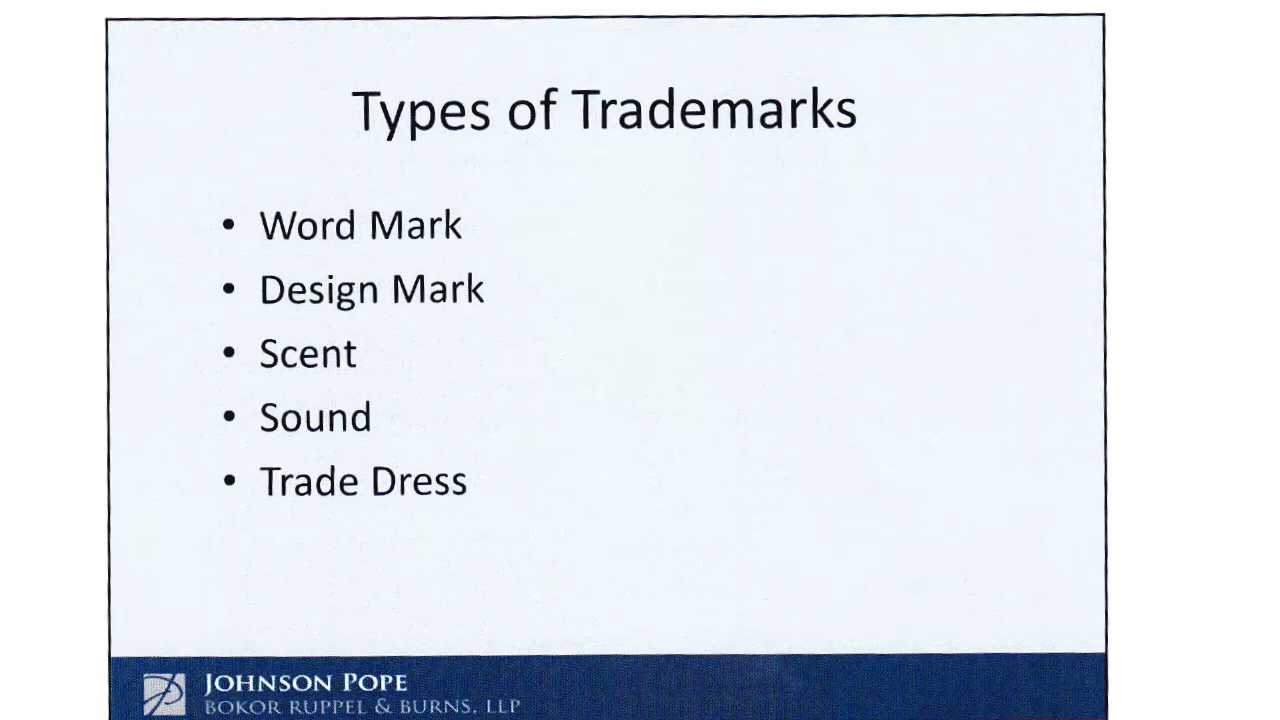 Types of Trademarks
• Word Mark
• Design Mark
• Scent
• Sound
• Trade Dress
JOHNSON POPE
BOKOR RUPPEL & BURNS, LLP